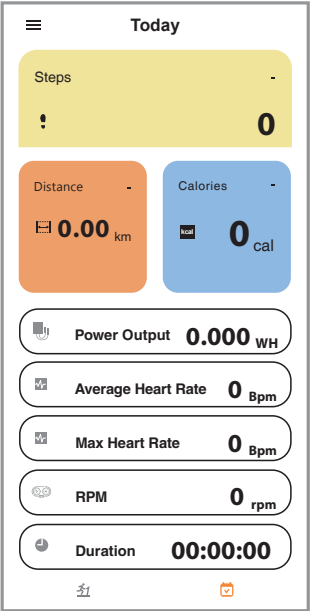 Today
Steps -
0
Distance - Calories -
0.00 km kcal 0 cal
Power Output 0.000 WH
Average Heart Rate 0 Bpm
Max Heart Rate 0 Bpm
RPM 0 rpm
Duration 00:00:00